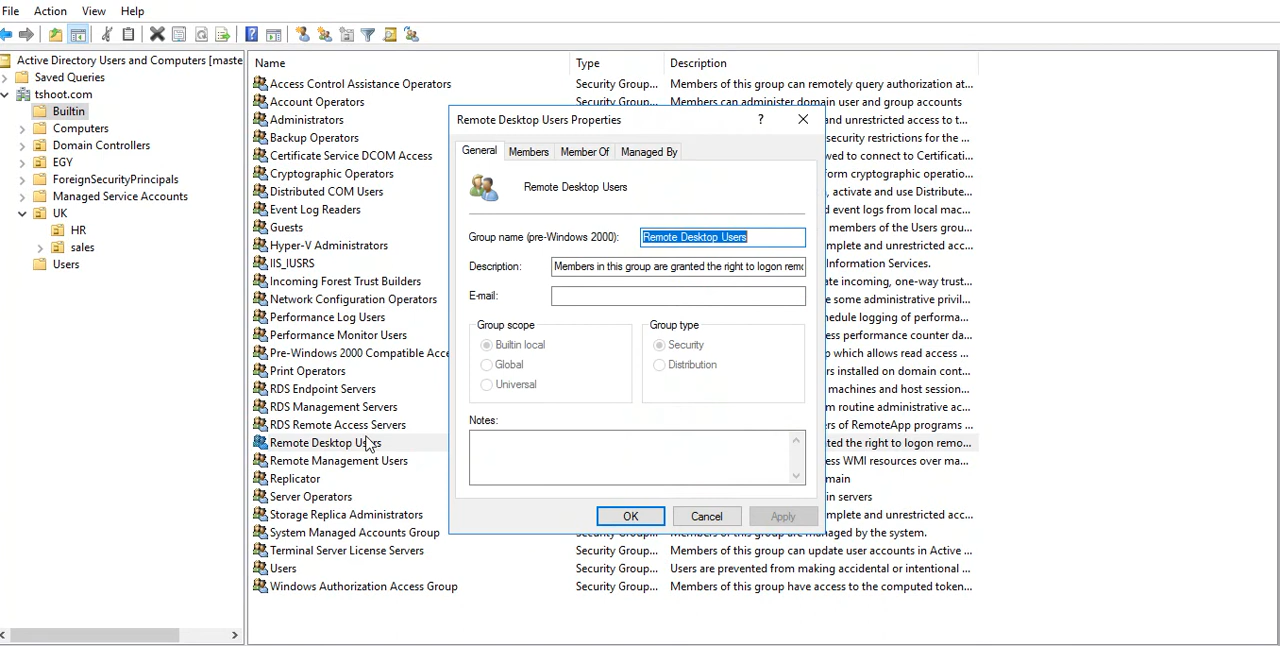 File Action View Help
Active Directory Users and Computers [maste
Saved Queries
tshoot.com
Builtin
Computers
Domain Controllers
EGY
ForeignSecurityPrincipals
Managed Service Accounts
UK
HR
sales
Users
Name Type Description
Access Control Assistance Operators Security Group... Members of this group can remotely query authorization at...
Account Operators Security Group... Members can administer domain user and group accounts
Administrators and unrestricted access to t...
Backup Operators security restrictions for the ...
Certificate Service DCOM Access wed to connect to Certificati...
Cryptographic Operators form cryptographic operatio...
Distributed COM Users , activate and use Distribute...
Event Log Readers d event logs from local mac...
Guests members of the Users grou...
Hyper-V Administrators mplete and unrestricted acce...
IIS_IUSRS Information Services.
Incoming Forest Trust Builders ate incoming, one-way trust...
Network Configuration Operators e some administrative privil...
Performance Log Users hedule logging of performa...
Performance Monitor Users ess performance counter da...
Pre-Windows 2000 Compatible Acce p which allows read access ...
Print Operators rs installed on domain cont...
RDS Endpoint Servers machines and host session...
RDS Management Servers m routine administrative ac...
RDS Remote Access Servers ers of RemoteApp programs ...
Remote Desktop Users ted the right to logon remo...
Remote Management Users ess WMI resources over ma...
Replicator main
Server Operators n servers
Storage Replica Administrators mplete and unrestricted acc...
System Managed Accounts Group Security Group... Members of this group are managed by the system.
Terminal Server License Servers Security Group... Members of this group can update user accounts in Active ...
Users Security Group... Users are prevented from making accidental or intentional ...
Windows Authorization Access Group Security Group... Members of this group have access to the computed token...
Remote Desktop Users Properties ?
General Members Member Of Managed By
Remote Desktop Users
Group name (pre-Windows 2000): Remote Desktop Users
Description: Members in this group are granted the right to logon remo
E-mail:
Group scope Group type
Builtin local Security
Global Distribution
Universal
Notes:
OK Cancel Apply